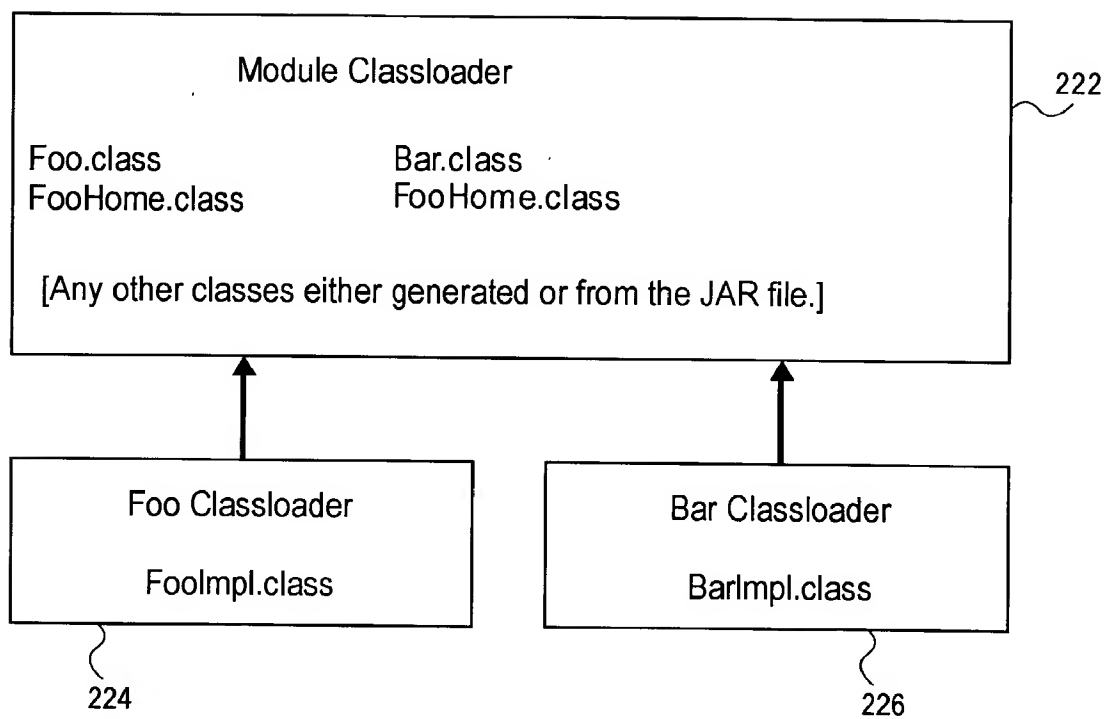 Module Classloader
222
Foo.class Bar.class
FooHome.class FooHome.class
[Any other classes either generated or from the JAR file.]
Foo Classloader Bar Classloader
FooImpl.class BarImpl.class
224 226